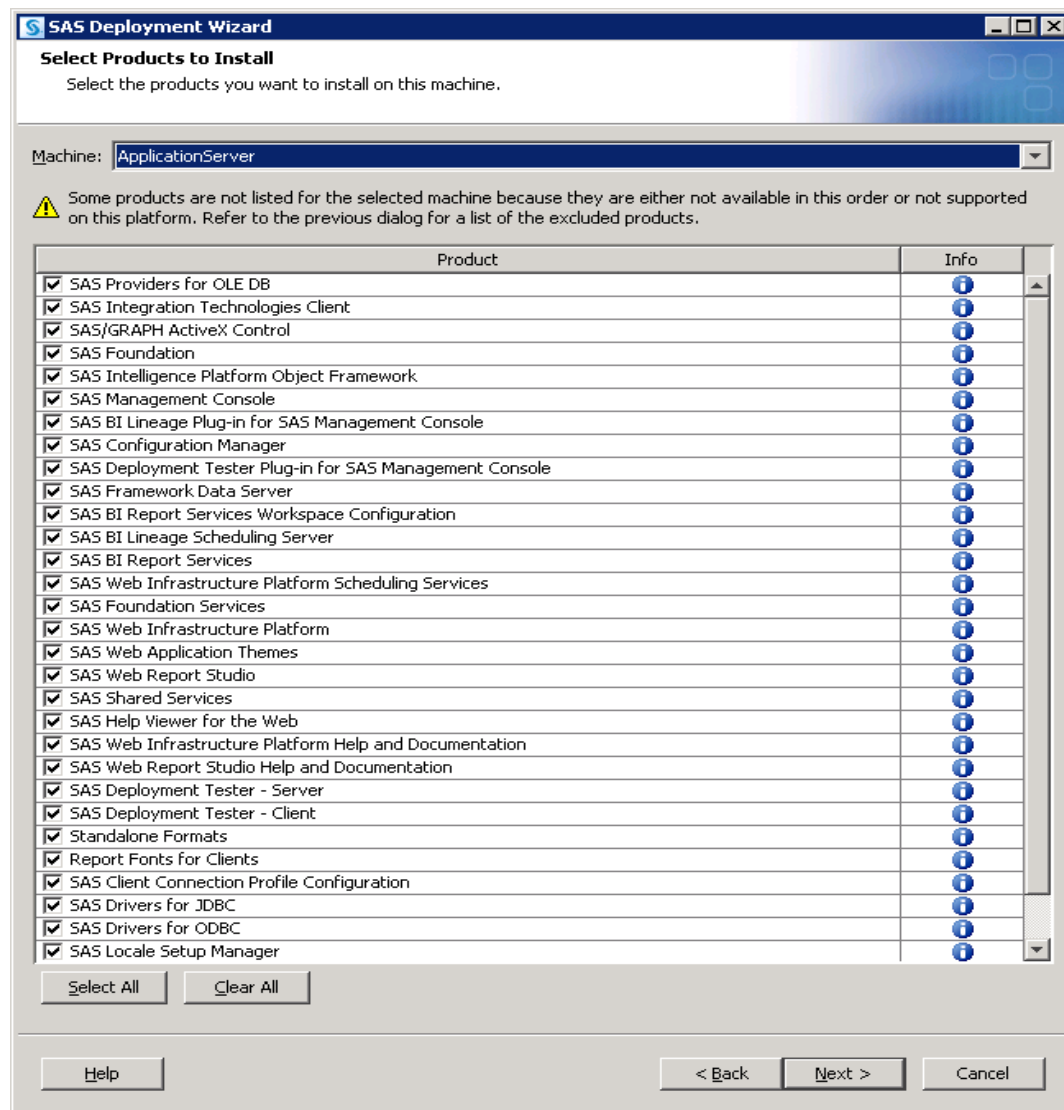 SAS Deployment Wizard
Select Products to Install
Select the products you want to install on this machine.
Machine: ApplicationServer
Some products are not listed for the selected machine because they are either not available in this order or not supported
on this platform. Refer to the previous dialog for a list of the excluded products.
Product Info
SAS Providers for OLE DB
SAS Integration Technologies Client
SAS/GRAPH ActiveX Control
SAS Foundation
SAS Intelligence Platform Object Framework
SAS Management Console
SAS BI Lineage Plug-in for SAS Management Console
SAS Configuration Manager
SAS Deployment Tester Plug-in for SAS Management Console
SAS Framework Data Server
SAS BI Report Services Workspace Configuration
SAS BI Lineage Scheduling Server
SAS BI Report Services
SAS Web Infrastructure Platform Scheduling Services
SAS Foundation Services
SAS Web Infrastructure Platform
SAS Web Application Themes
SAS Web Report Studio
SAS Shared Services
SAS Help Viewer for the Web
SAS Web Infrastructure Platform Help and Documentation
SAS Web Report Studio Help and Documentation
SAS Deployment Tester - Server
SAS Deployment Tester - Client
Standalone Formats
Report Fonts for Clients
SAS Client Connection Profile Configuration
SAS Drivers for JDBC
SAS Drivers for ODBC
SAS Locale Setup Manager
Select All Clear All
Help < Back Next > Cancel